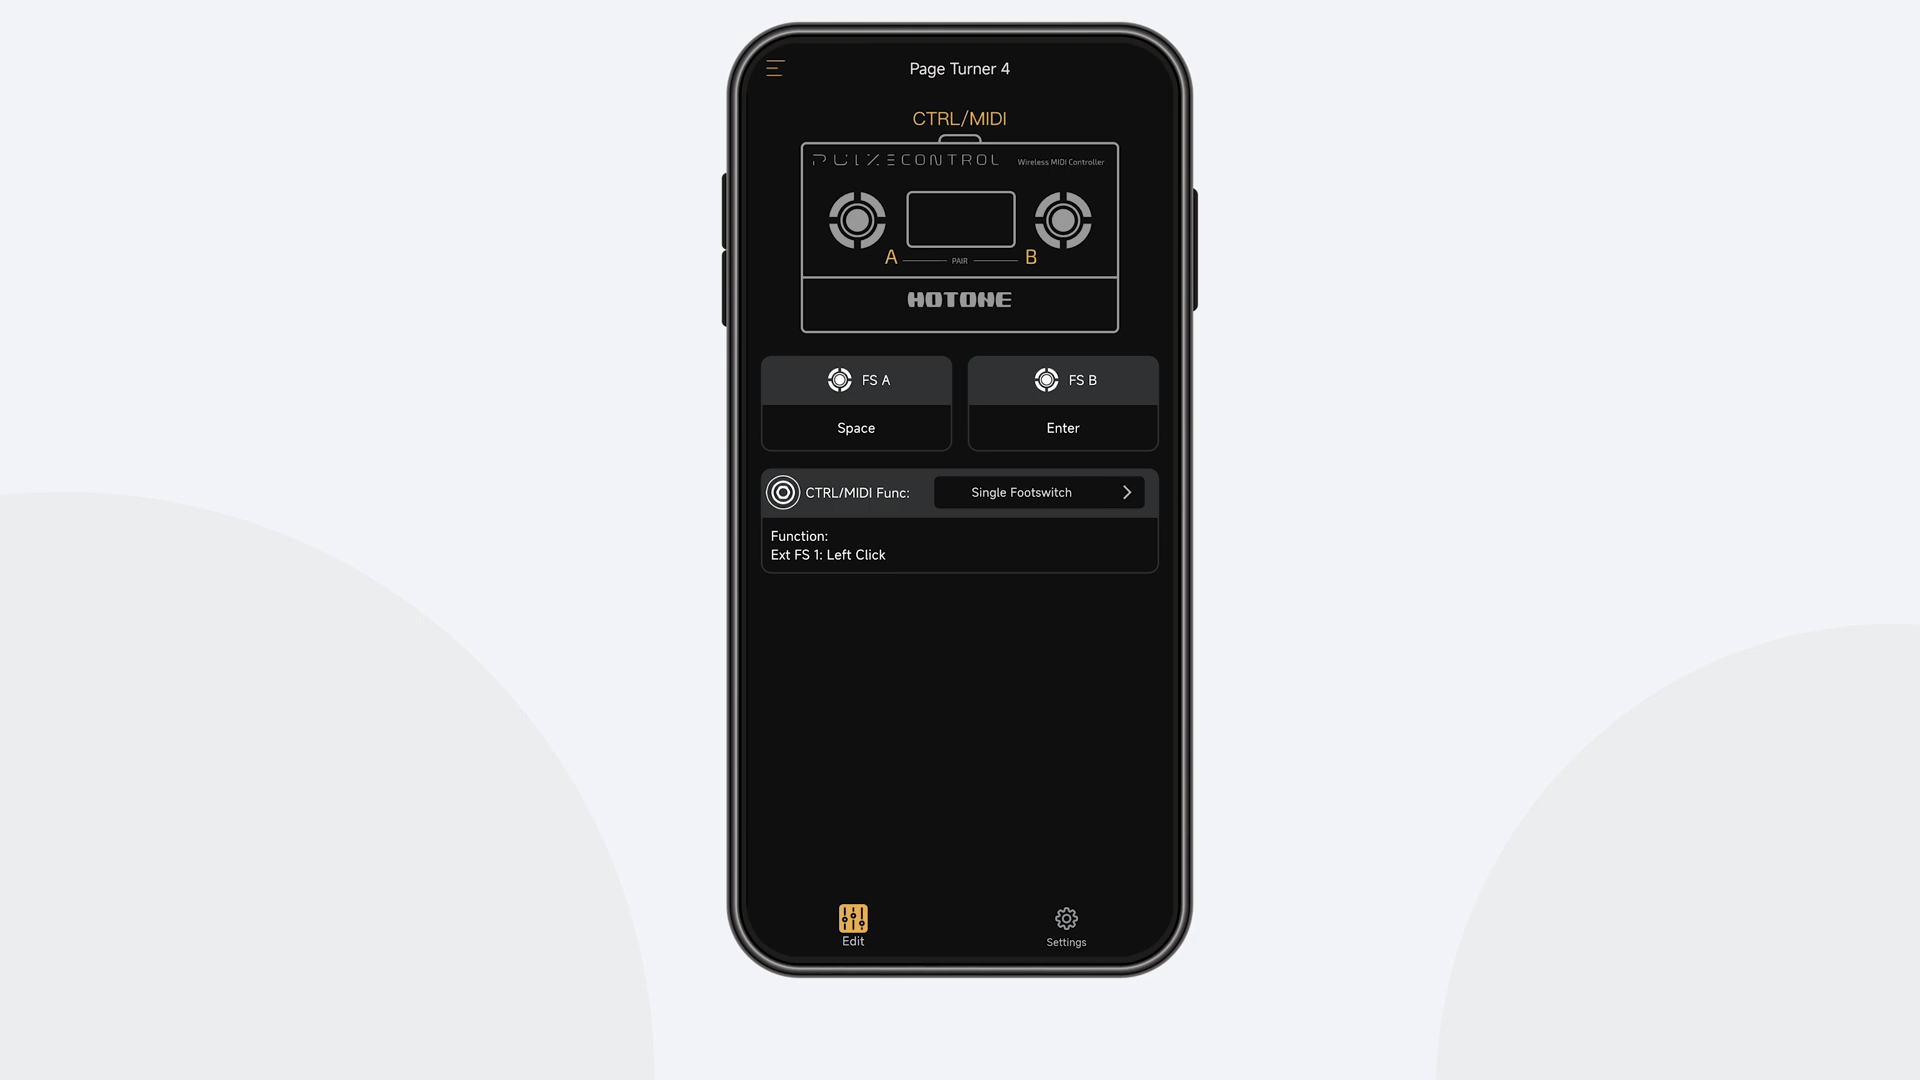 Page Turner 4
CTRL/MIDI
PULZECONTROL Wireless MIDI Controller
A PAIR B
HOTONE
FS A
Space
FS B
Enter
CTRL/MIDI Func: Single Footswitch
Function:
Ext FS 1: Left Click
Edit
Settings